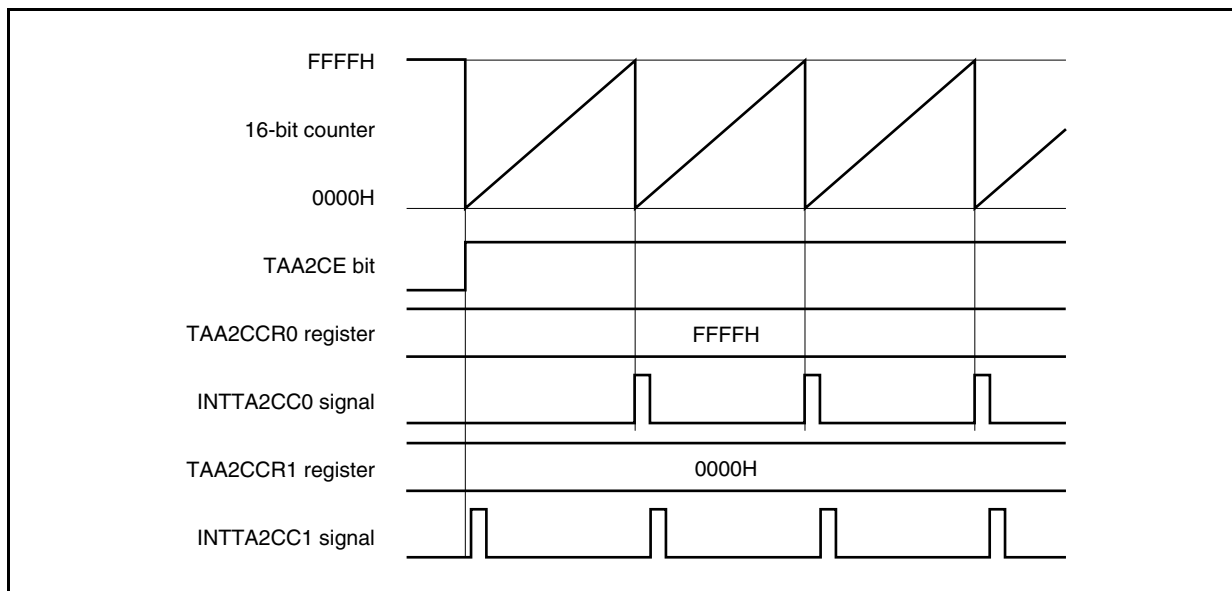 FFFFH
16-bit counter
0000H
TAA2CE bit
TAA2CCR0 register
FFFFH
INTTA2CC0 signal
TAA2CCR1 register
0000H
INTTA2CC1 signal